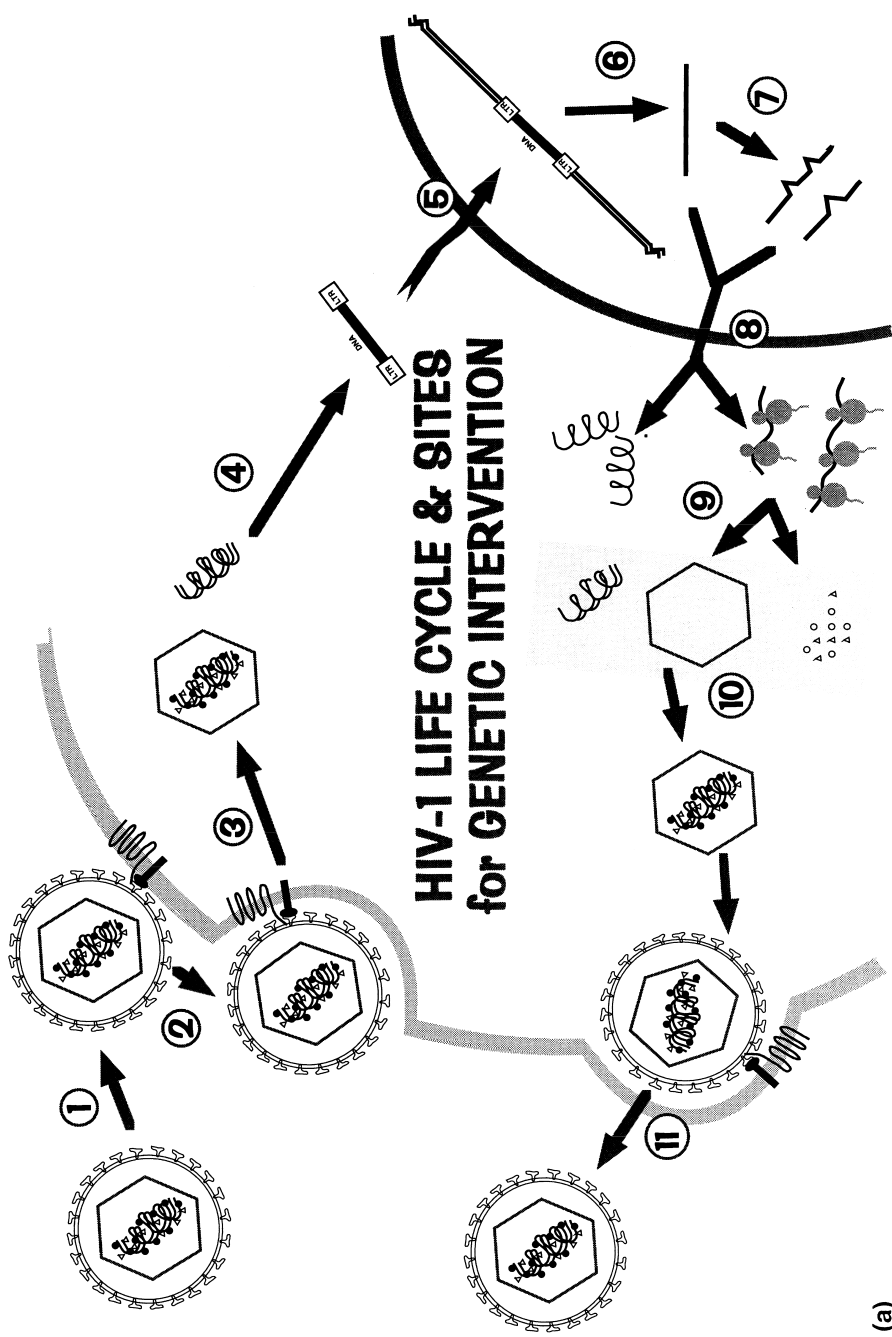 HIV-1 LIFE CYCLE & SITES
for GENETIC INTERVENTION
1
2
3
4
LTR
DNA
LTR
5
LTR
DNA
LTR
6
7
8
9
10
11
(a)